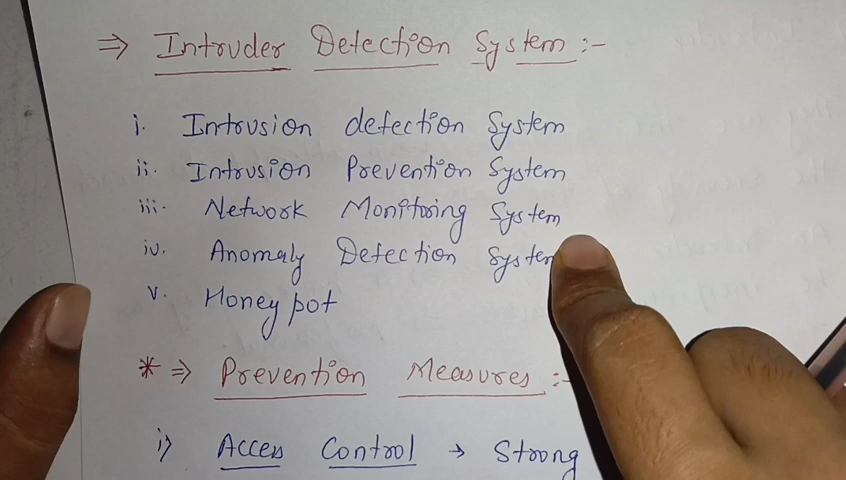 ⇒ Intruder Detection System :-
i. Intrusion detection System
ii. Intrusion Prevention System
iii. Network Monitoring System
iv. Anomaly Detection System
v. Honey pot
* ⇒ Prevention Measures :-
i) Access Control → Strong